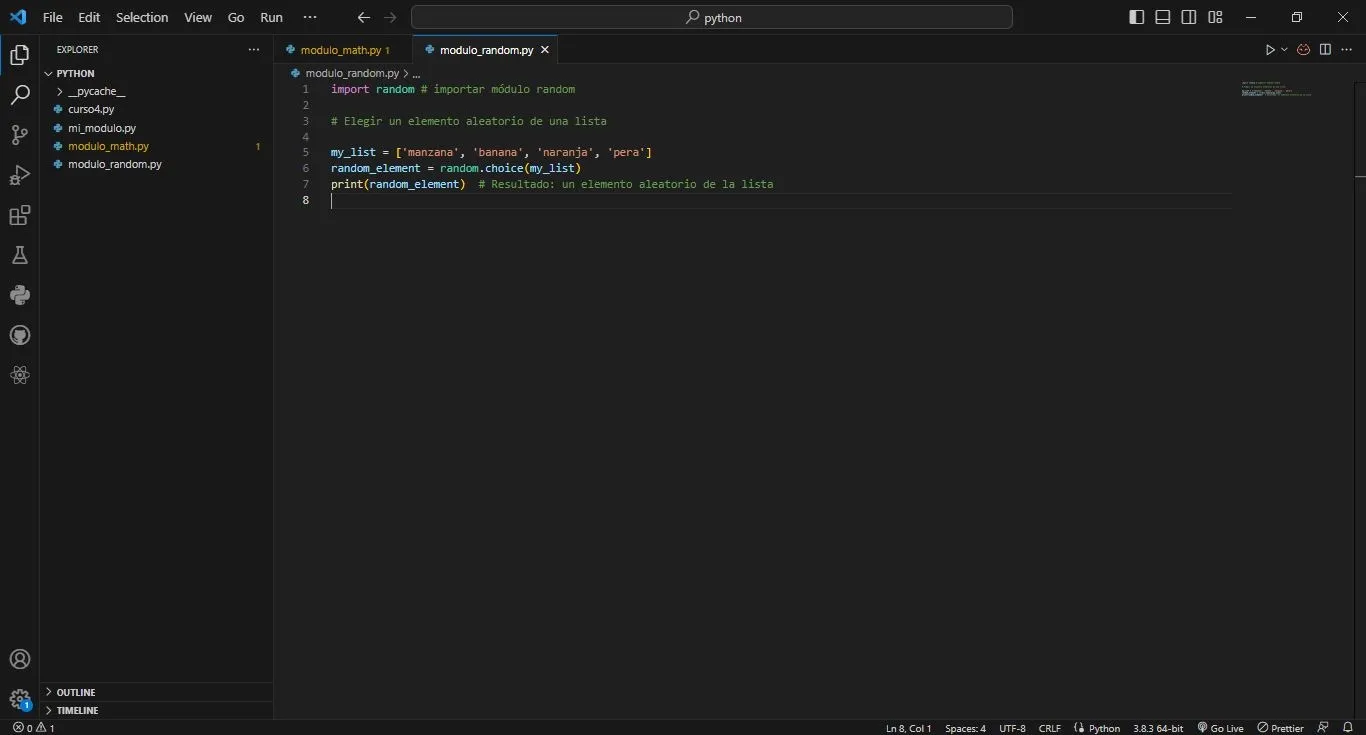 File Edit Selection View Go Run ··· python
EXPLORER ···
PYTHON
__pycache__
curso4.py
mi_modulo.py
modulo_math.py 1
modulo_random.py
OUTLINE
TIMELINE
modulo_math.py 1 modulo_random.py
modulo_random.py > ...
1 import random # importar módulo random
2
3 # Elegir un elemento aleatorio de una lista
4
5 my_list = ['manzana', 'banana', 'naranja', 'pera']
6 random_element = random.choice(my_list)
7 print(random_element)  # Resultado: un elemento aleatorio de la lista
8
1
0 1 Ln 8, Col 1 Spaces: 4 UTF-8 CRLF Python 3.8.3 64-bit Go Live Prettier